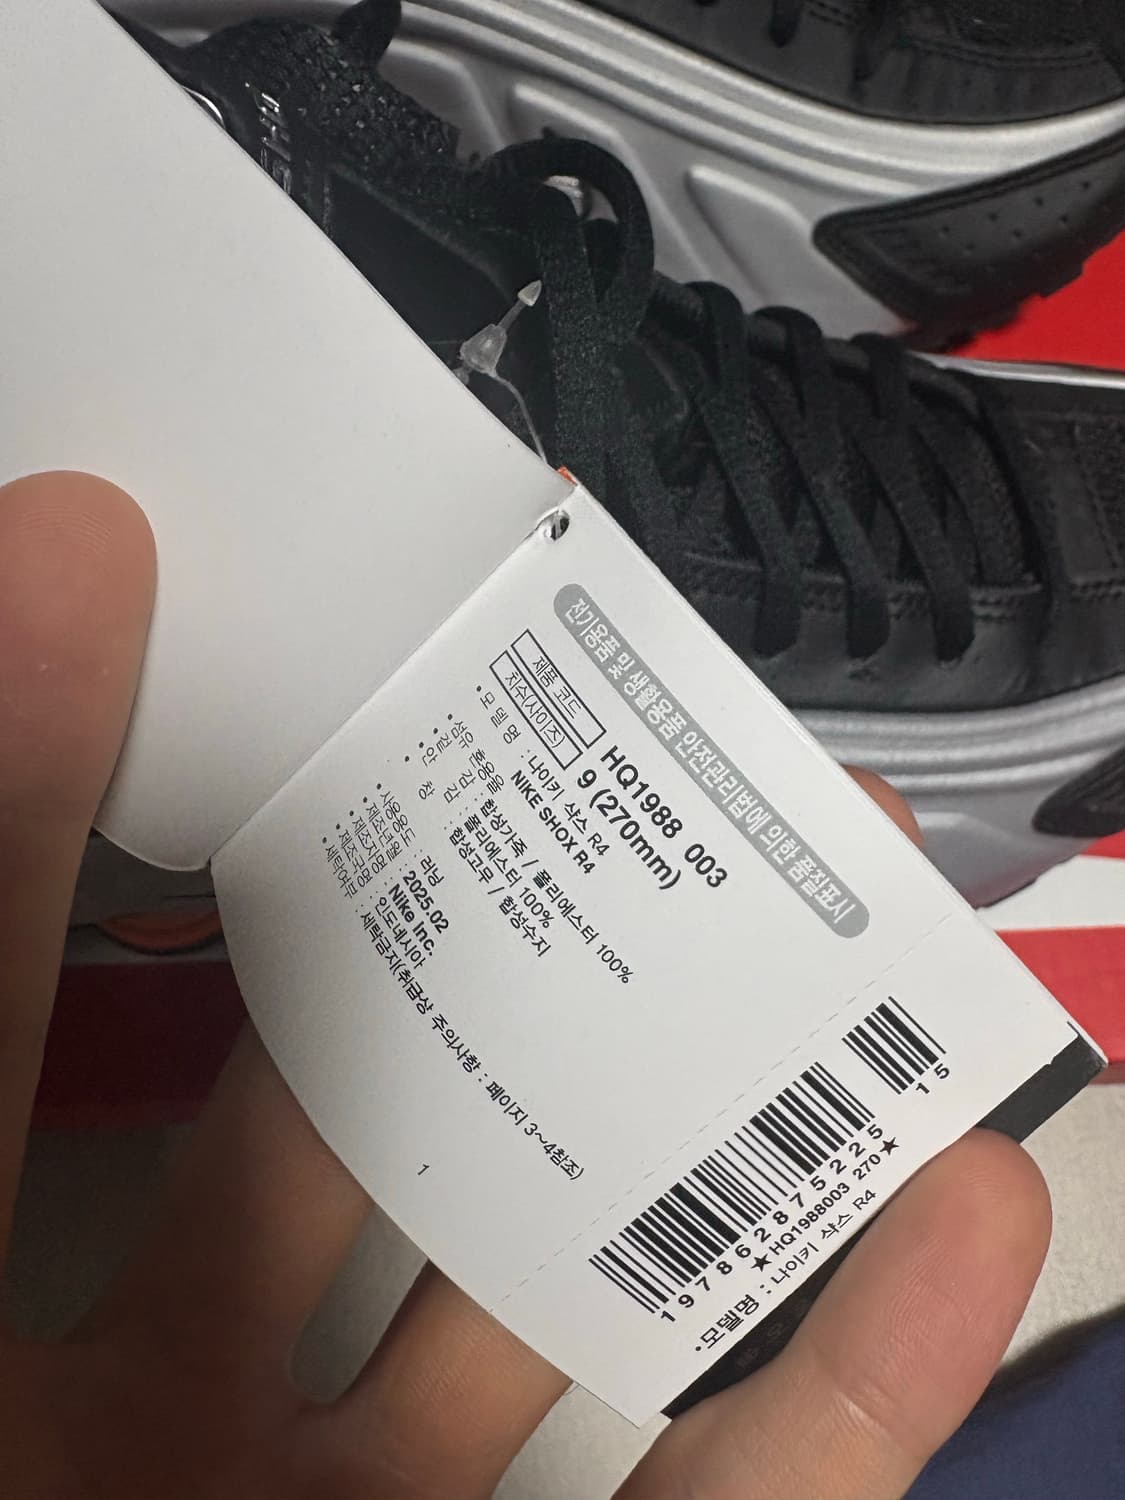 전기용품 및 생활용품 안전관리법에 의한 품질표시
제품 코드 HQ1988 003
치수(사이즈) 9 (270mm)
•모델명 : 나이키 샥스 R4
NIKE SHOX R4
•섬유 혼용율 : 합성가죽 / 폴리에스터 100%
•겉감 : 폴리에스터 100%
•안창 : 합성고무 / 합성수지
•사용용도 : 러닝
•제조년월 : 2025.02
•제조자명 : Nike Inc.
•제조국명 : 인도네시아
•세탁여부 : 세탁금지(취급상 주의사항 : 페이지 3~4참조)
1
15
197862875225
★HQ1988003 270★
•모델명 : 나이키 샥스 R4